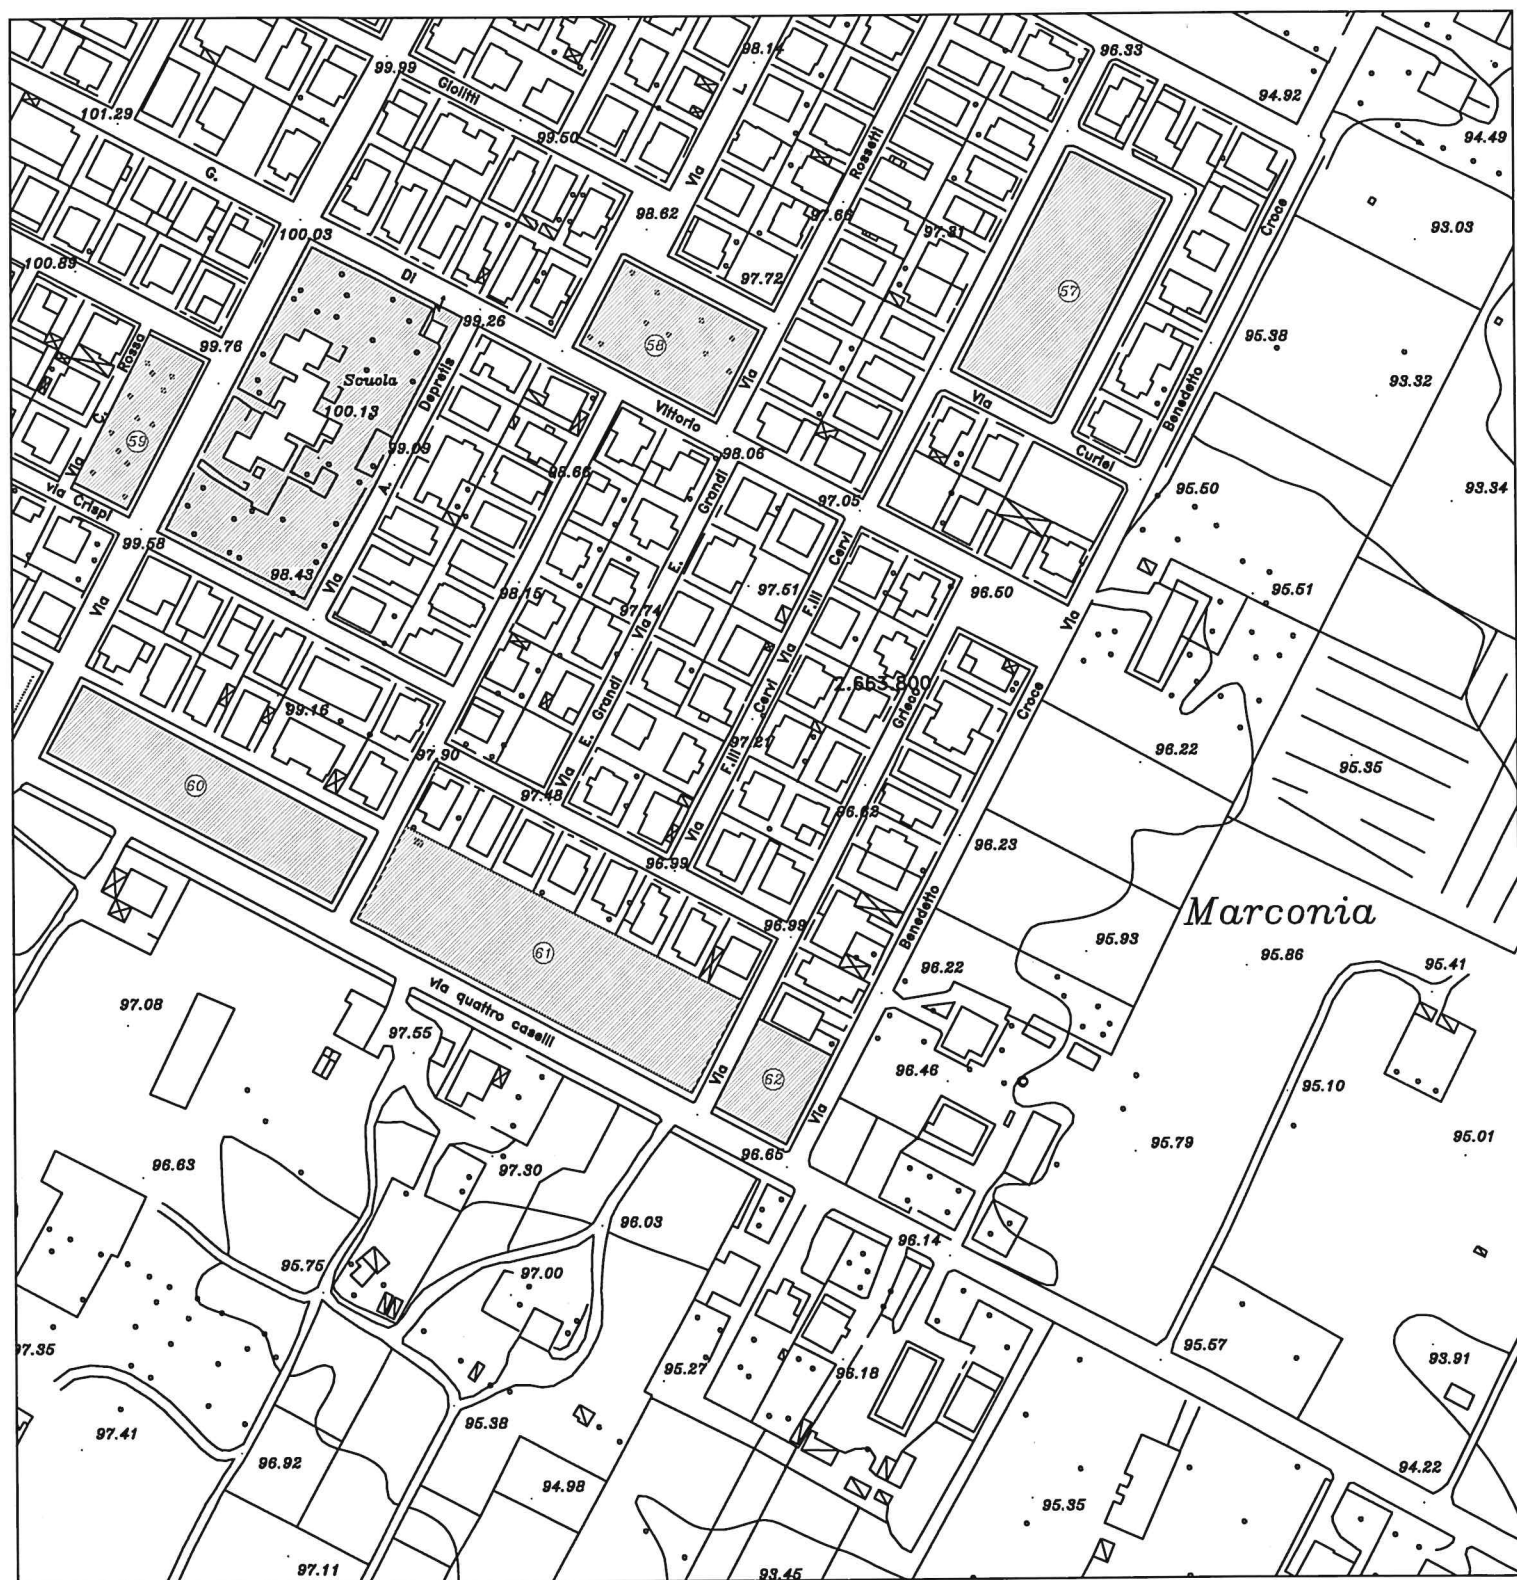 98.14
96.33
99.99
Giolitti
L.
94.92
101.29
99.50
Via
Rossetti
94.49
G.
98.62
97.66
Croce
93.03
100.03
97.31
100.89
Di
97.72
57
99.26
95.38
99.76
Rosso
58
Scuola
Depretis
Via
Benedetto
93.32
100.13
Vittorio
Via
C.
59
99.09
98.06
Curiel
Via
98.66
Grandi
93.34
via Crispi
A.
97.05
95.50
99.58
Cervi
98.43
Via
E.
97.51
95.51
98.15
96.50
Via
97.74
F.lli
Via
Via
Via
2.663.800
Cervi
Grieco
Croce
99.16
Grandi
96.22
97.90
E.
97.21
95.35
60
Via
F.lli
97.48
96.62
96.23
Via
96.99
Benedetto
Marconia
96.99
95.93
61
95.86
95.41
96.22
97.08
via quattro caselli
97.55
Via
62
96.46
95.10
Via
95.79
95.01
96.63
97.30
96.65
96.03
96.14
95.75
97.00
97.35
95.27
96.18
95.57
93.91
97.41
95.38
96.92
94.98
94.22
95.35
97.11
93.45